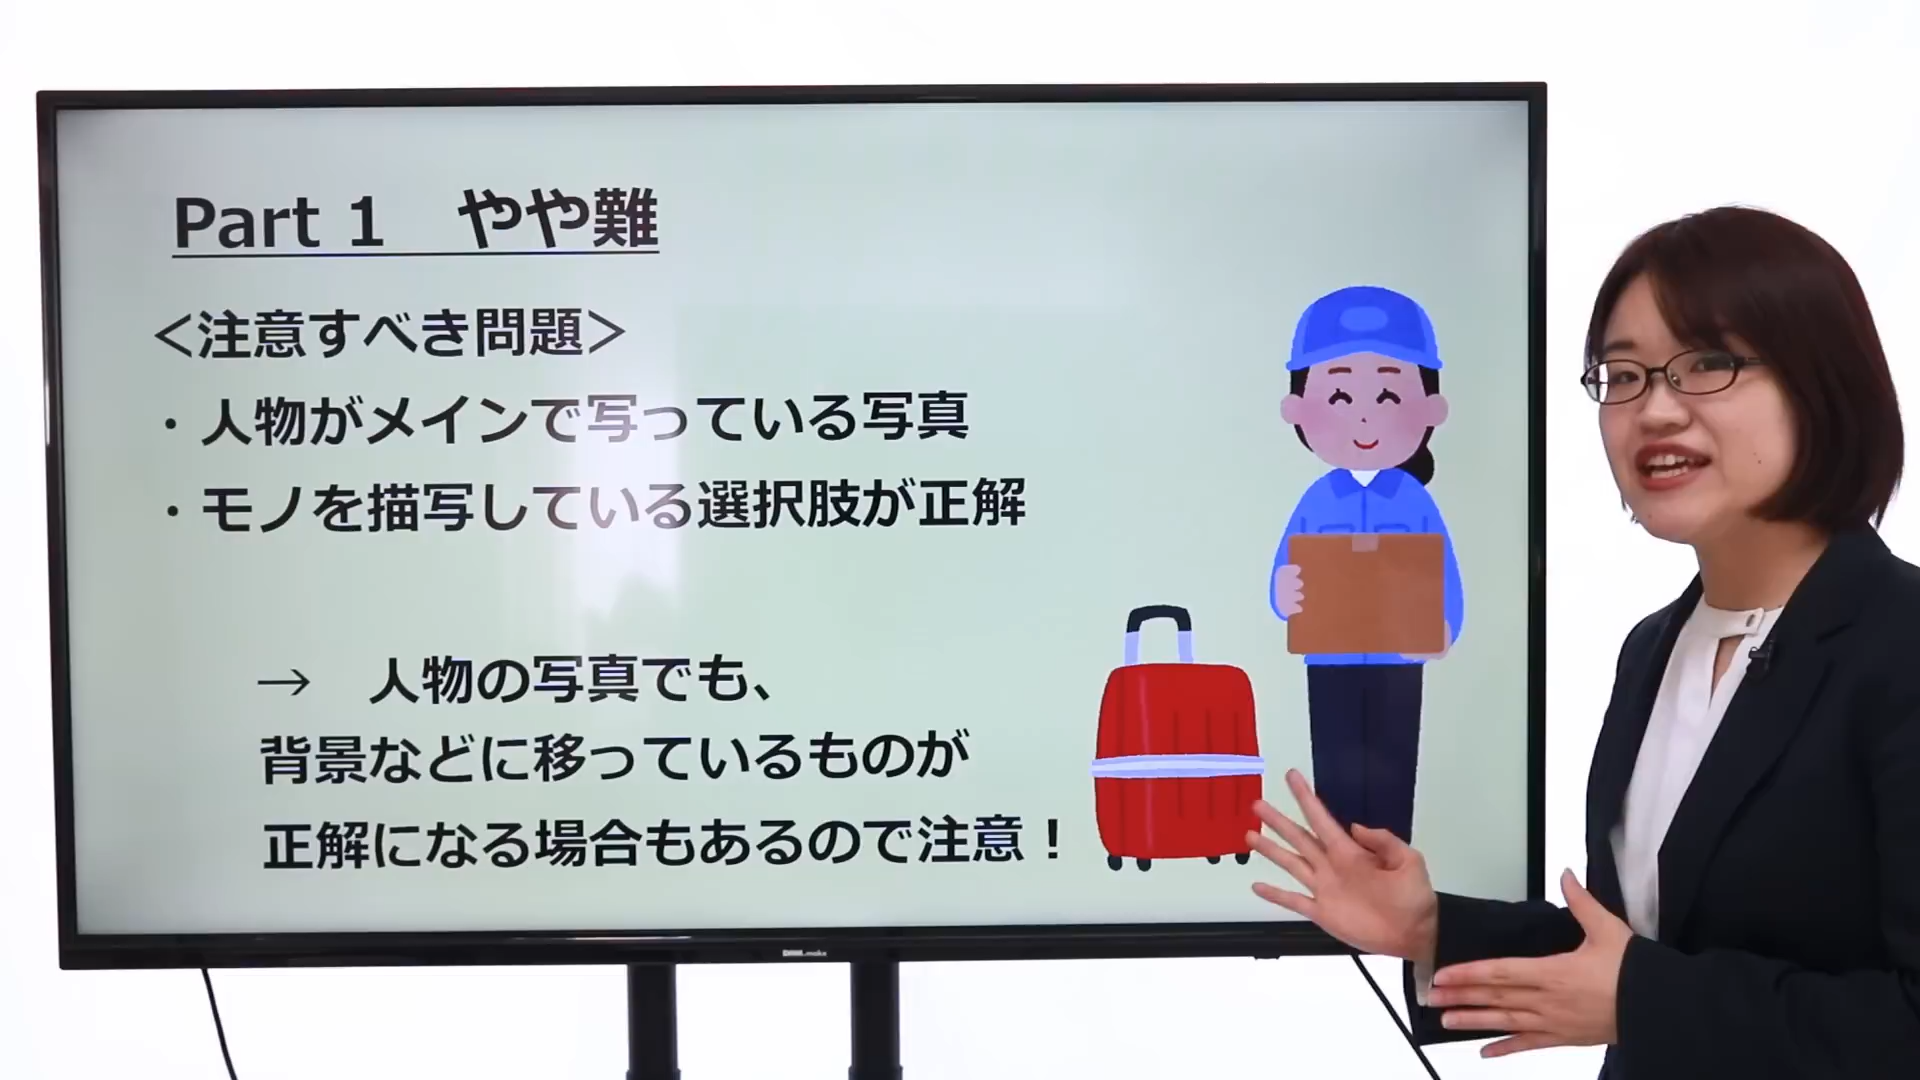 Part 1　やや難
＜注意すべき問題＞
・人物がメインで写っている写真
・モノを描写している選択肢が正解
→　人物の写真でも、
背景などに移っているものが
正解になる場合もあるので注意！
DMM.make